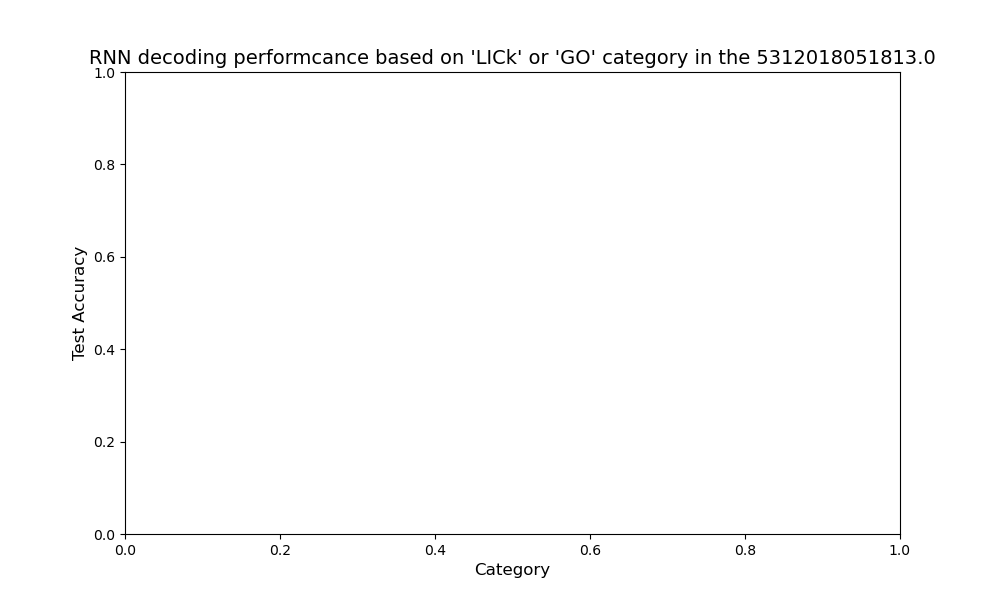 RNN decoding performcance based on 'LICk' or 'GO' category in the 5312018051813.0
1.0
0.8
0.6
0.4
0.2
0.0
Test Accuracy
0.0 0.2 0.4 0.6 0.8 1.0
Category